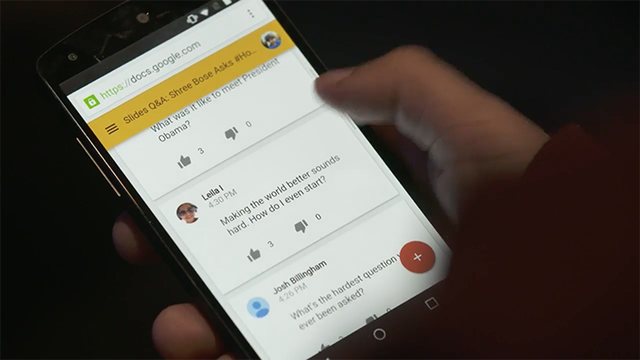 https://docs.google.com
Slides Q&A: Shree Bose Asks #Ho...
What was it like to meet President
Obama?
3 0
Leila I
4:30 PM
Making the world better sounds
hard. How do I even start?
3 0
Josh Billingham
4:26 PM
What's the hardest question
ever been asked?